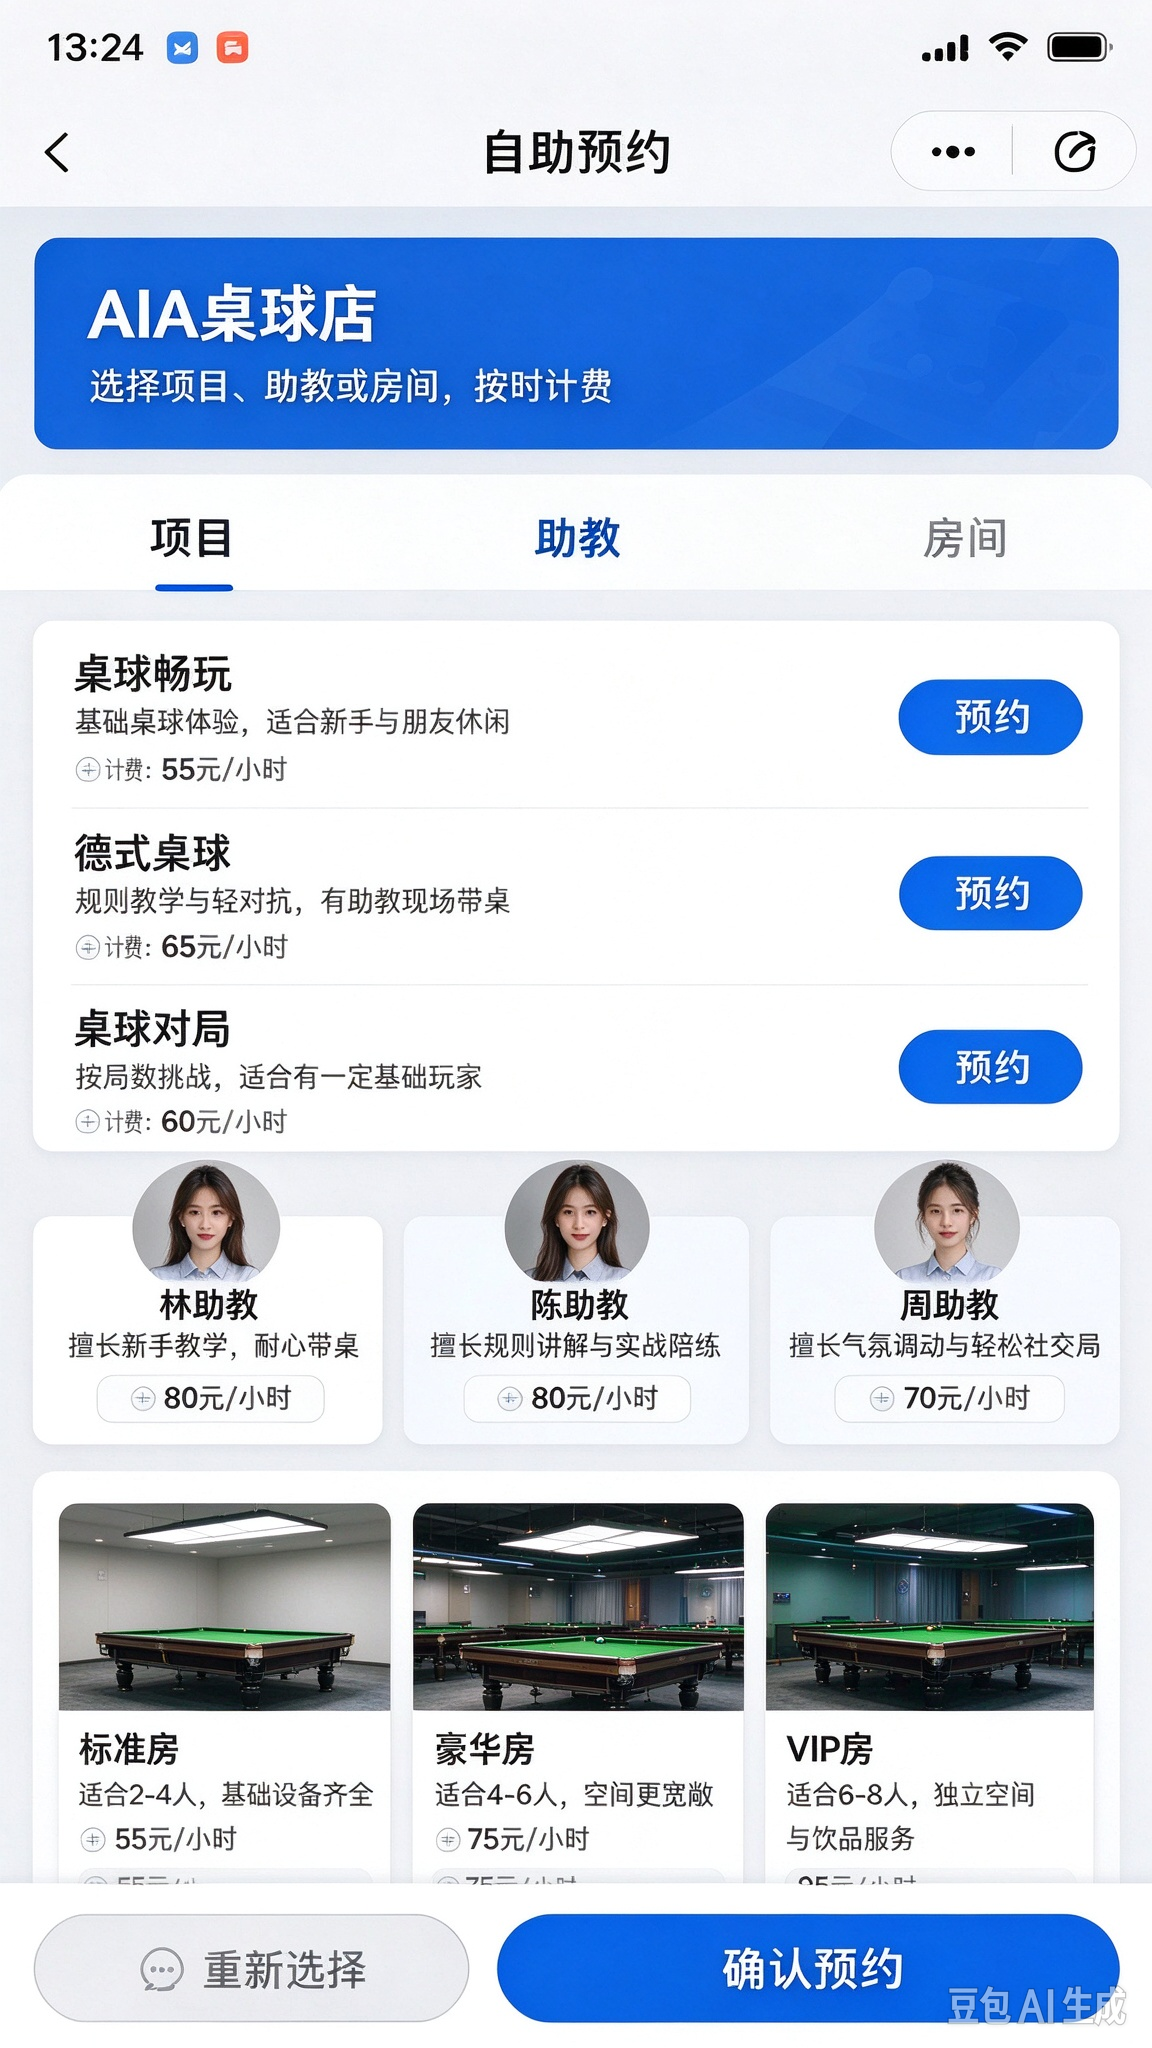 13:24
自助预约
AIA桌球店
选择项目、助教或房间，按时计费
项目
助教
房间
桌球畅玩
基础桌球体验，适合新手与朋友休闲
计费：55元/小时
预约
德式桌球
规则教学与轻对抗，有助教现场带桌
计费：65元/小时
预约
桌球对局
按局数挑战，适合有一定基础玩家
计费：60元/小时
预约
林助教
擅长新手教学，耐心带桌
80元/小时
陈助教
擅长规则讲解与实战陪练
80元/小时
周助教
擅长气氛调动与轻松社交局
70元/小时
标准房
适合2-4人，基础设备齐全
55元/小时
豪华房
适合4-6人，空间更宽敞
75元/小时
75元/小时
VIP房
适合6-8人，独立空间
与饮品服务
95元/小时
重新选择
确认预约
豆包AI生成